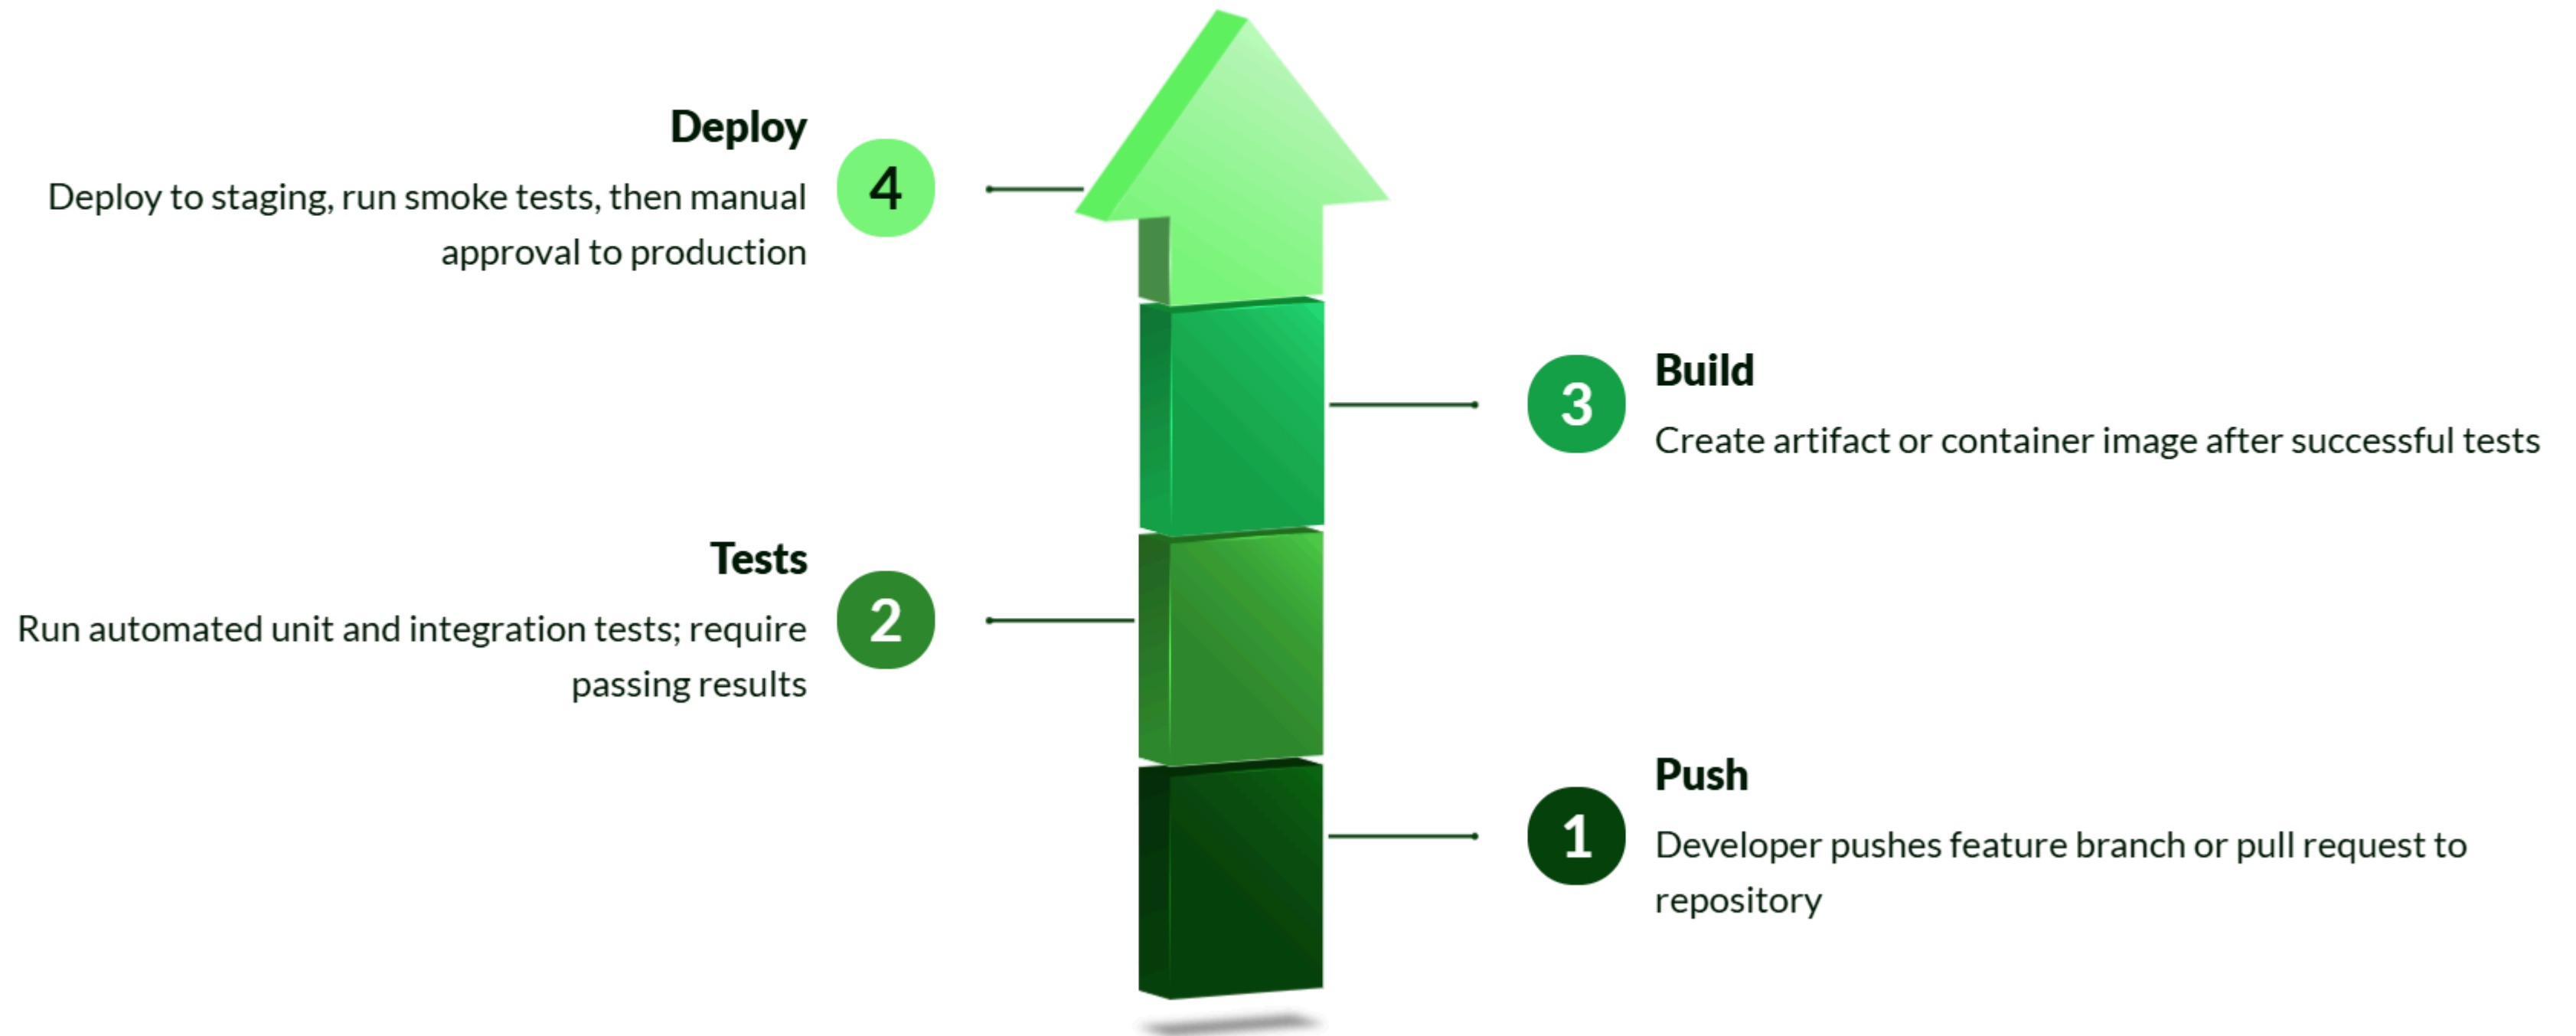 Deploy
4
Deploy to staging, run smoke tests, then manual
approval to production
3
Build
Create artifact or container image after successful tests
Tests
2
Run automated unit and integration tests; require
passing results
1
Push
Developer pushes feature branch or pull request to
repository